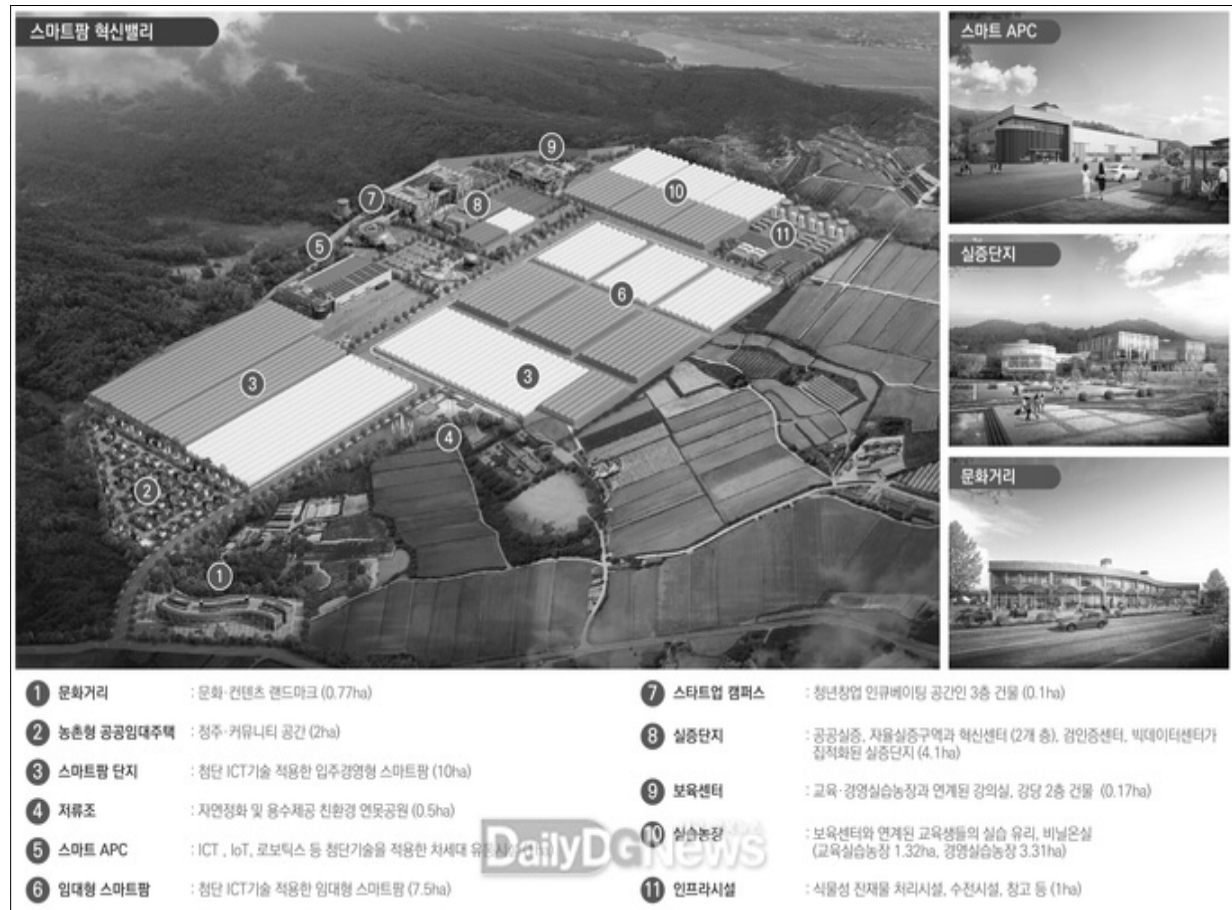 스마트팜 혁신밸리
스마트 APC
실증단지
문화거리
9
7
8
10
5
11
6
3
3
4
2
1
1 문화거리 : 문화·컨텐츠 랜드마크 (0.77ha)
2 농촌형 공공임대주택 : 정주·커뮤니티 공간 (2ha)
3 스마트팜 단지 : 첨단 ICT기술 적용한 입주경영형 스마트팜 (10ha)
4 저류조 : 자연정화 및 용수제공 친환경 연못공원 (0.5ha)
5 스마트 APC : ICT , IoT, 로보틱스 등 첨단기술을 적용한 차세대
6 임대형 스마트팜 : 첨단 ICT기술 적용한 임대형 스마트팜 (7.5ha)
7 스타트업 캠퍼스 : 청년창업 인큐베이팅 공간인 3층 건물 (0.1ha)
8 실증단지 : 공공실증, 자율실증구역과 혁신센터 (2개 층), 검인증센터, 빅데이터센터가
집적화된 실증단지 (4.1ha)
9 보육센터 : 교육·경영실습농장과 연계된 강의실, 강당 2층 건물 (0.17ha)
10 실습농장 : 보육센터와 연계된 교육생들의 실습 유리, 비닐온실
(교육실습농장 1.32ha, 경영실습농장 3.31ha)
11 인프라시설 : 식물성 잔재물 처리시설, 수전시설, 창고 등 (1ha)
DailyDGNews